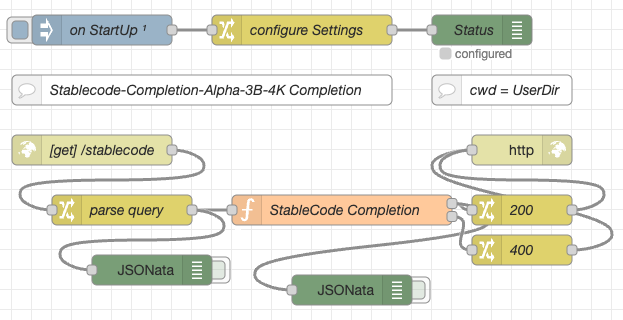 on StartUp ¹ configure Settings Status
configured
Stablecode-Completion-Alpha-3B-4K Completion cwd = UserDir
[get] /stablecode http
parse query StableCode Completion 200
400
JSONata
JSONata